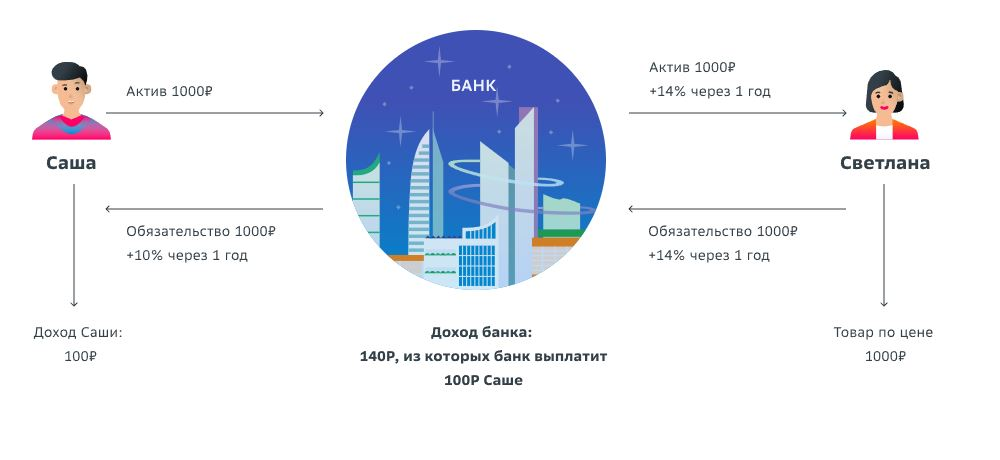 БАНК
Актив 1000₽
Актив 1000₽
+14% через 1 год
Саша
Светлана
Обязательство 1000₽
+10% через 1 год
Обязательство 1000₽
+14% через 1 год
Доход Саши:
100₽
Доход банка:
140Р, из которых банк выплатит
100Р Саше
Товар по цене
1000₽